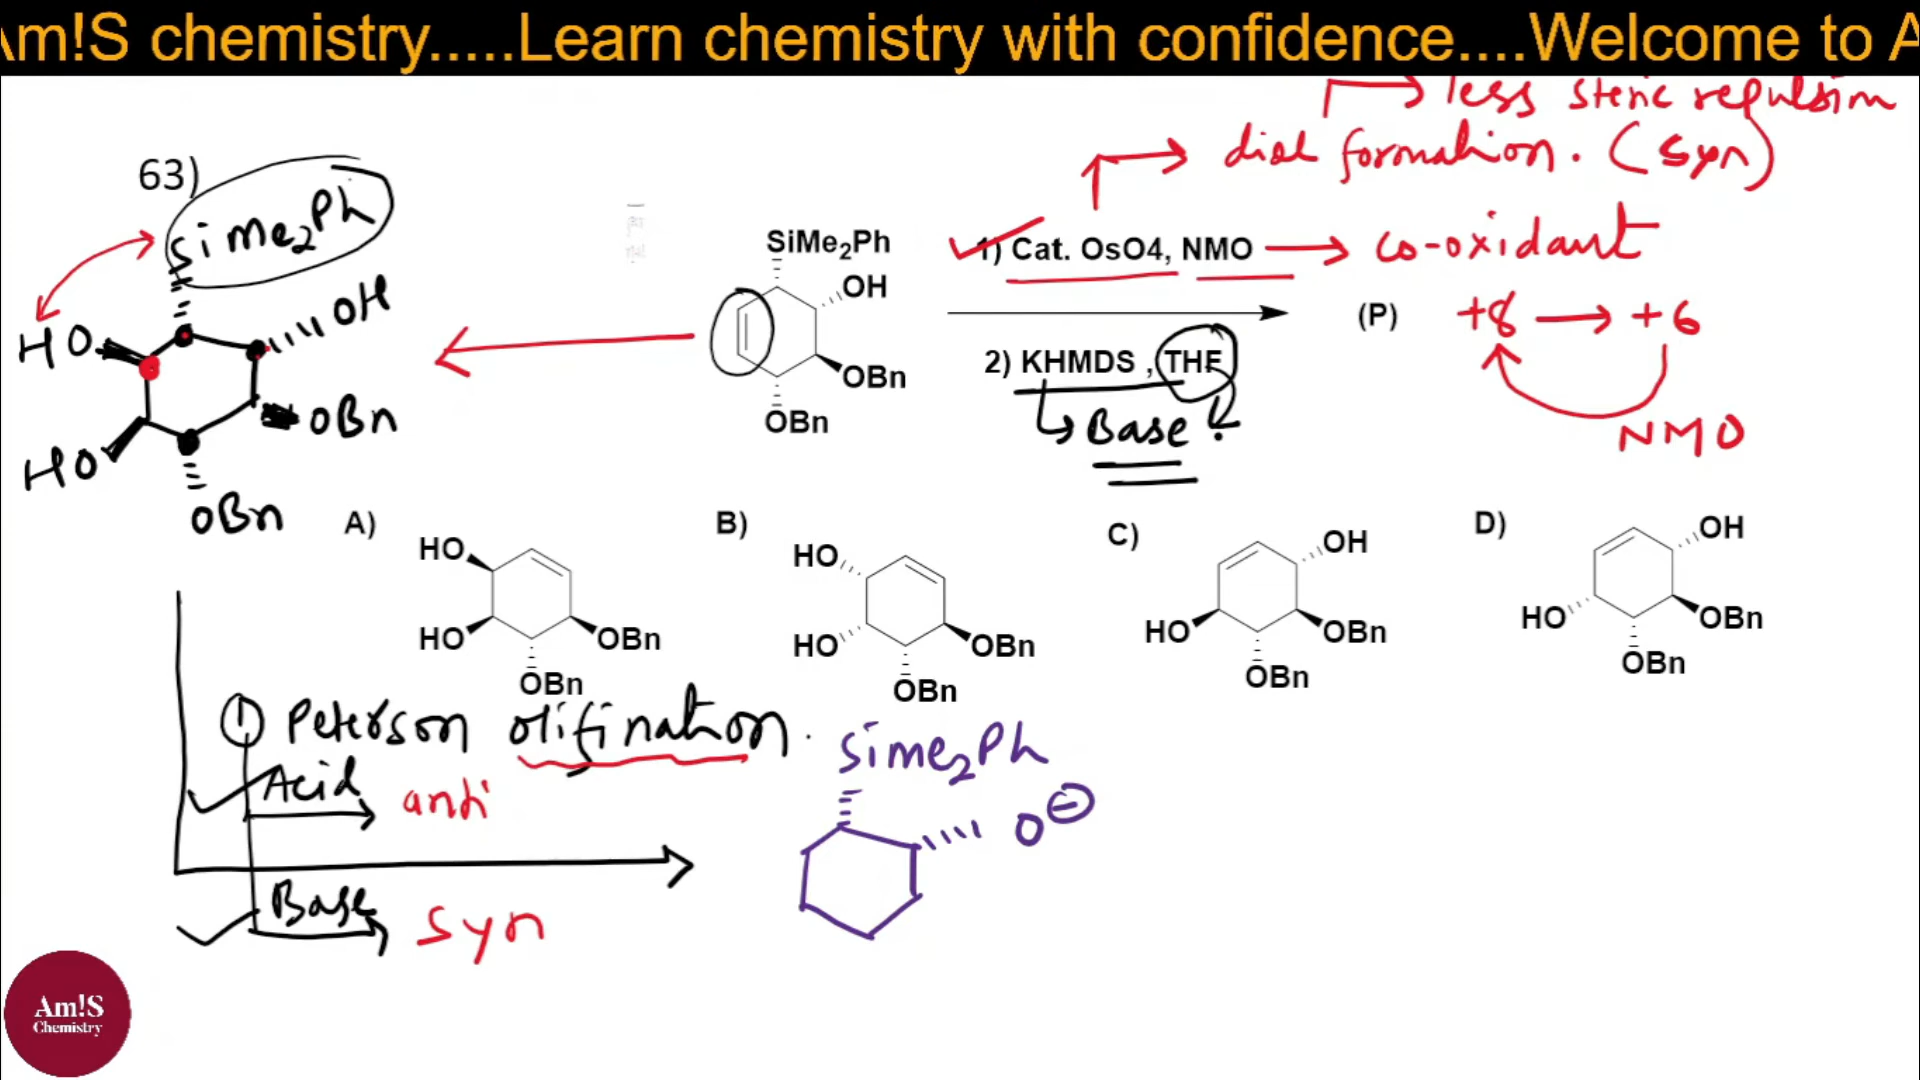 Am!S chemistry.....Learn chemistry with confidence....Welcome to A
less steric repulsion
diol formation. (syn)
63)
SiMe2Ph
SiMe2Ph
1) Cat. OsO4, NMO
co-oxidant
OH
OH
HO
(P)
+8 → +6
2) KHMDS , THF
OBn
OBn
Base
NMO
HO
OBn
OBn
A)
B)
C)
D)
HO
HO
OBn
OBn
HO
HO
OBn
OBn
OH
HO
OBn
OBn
OH
HO
OBn
OBn
1 Peterson olifination.
Sime2Ph
Acid
anti
O⊖
Base
syn
Am!S
Chemistry